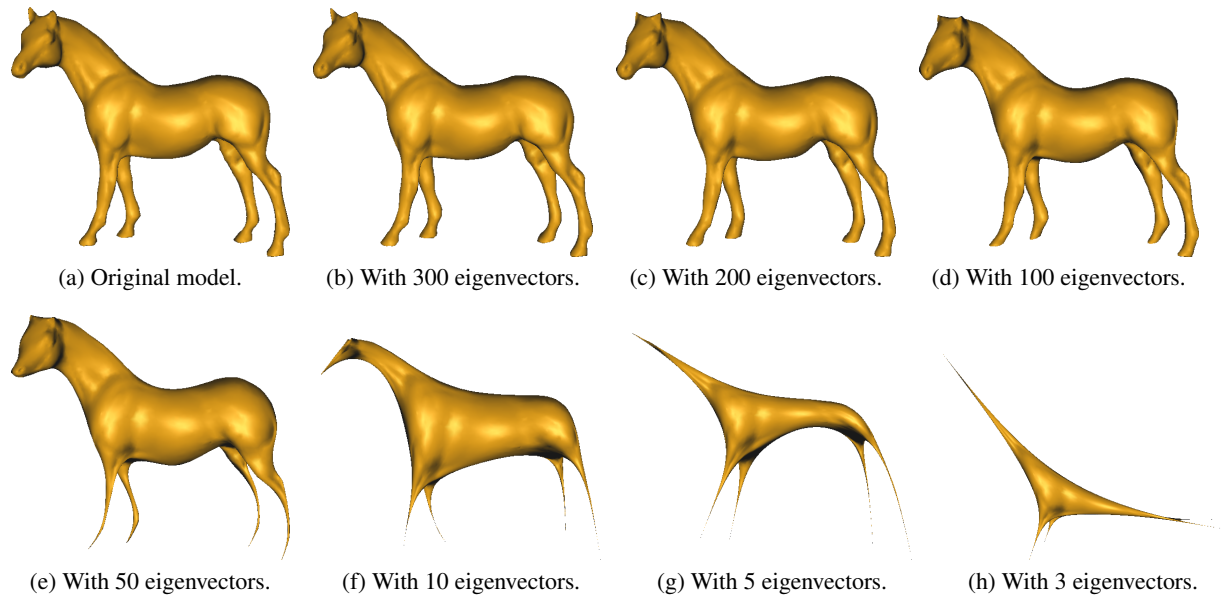 (a) Original model.
(b) With 300 eigenvectors.
(c) With 200 eigenvectors.
(d) With 100 eigenvectors.
(e) With 50 eigenvectors.
(f) With 10 eigenvectors.
(g) With 5 eigenvectors.
(h) With 3 eigenvectors.